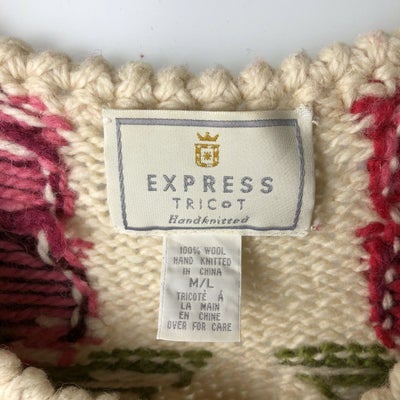 EXPRESS
TRICOT
Handknitted
100% WOOL
HAND KNITTED
IN CHINA
M/L
TRICOTÉ Á
LA MAIN
EN CHINE
OVER FOR CARE